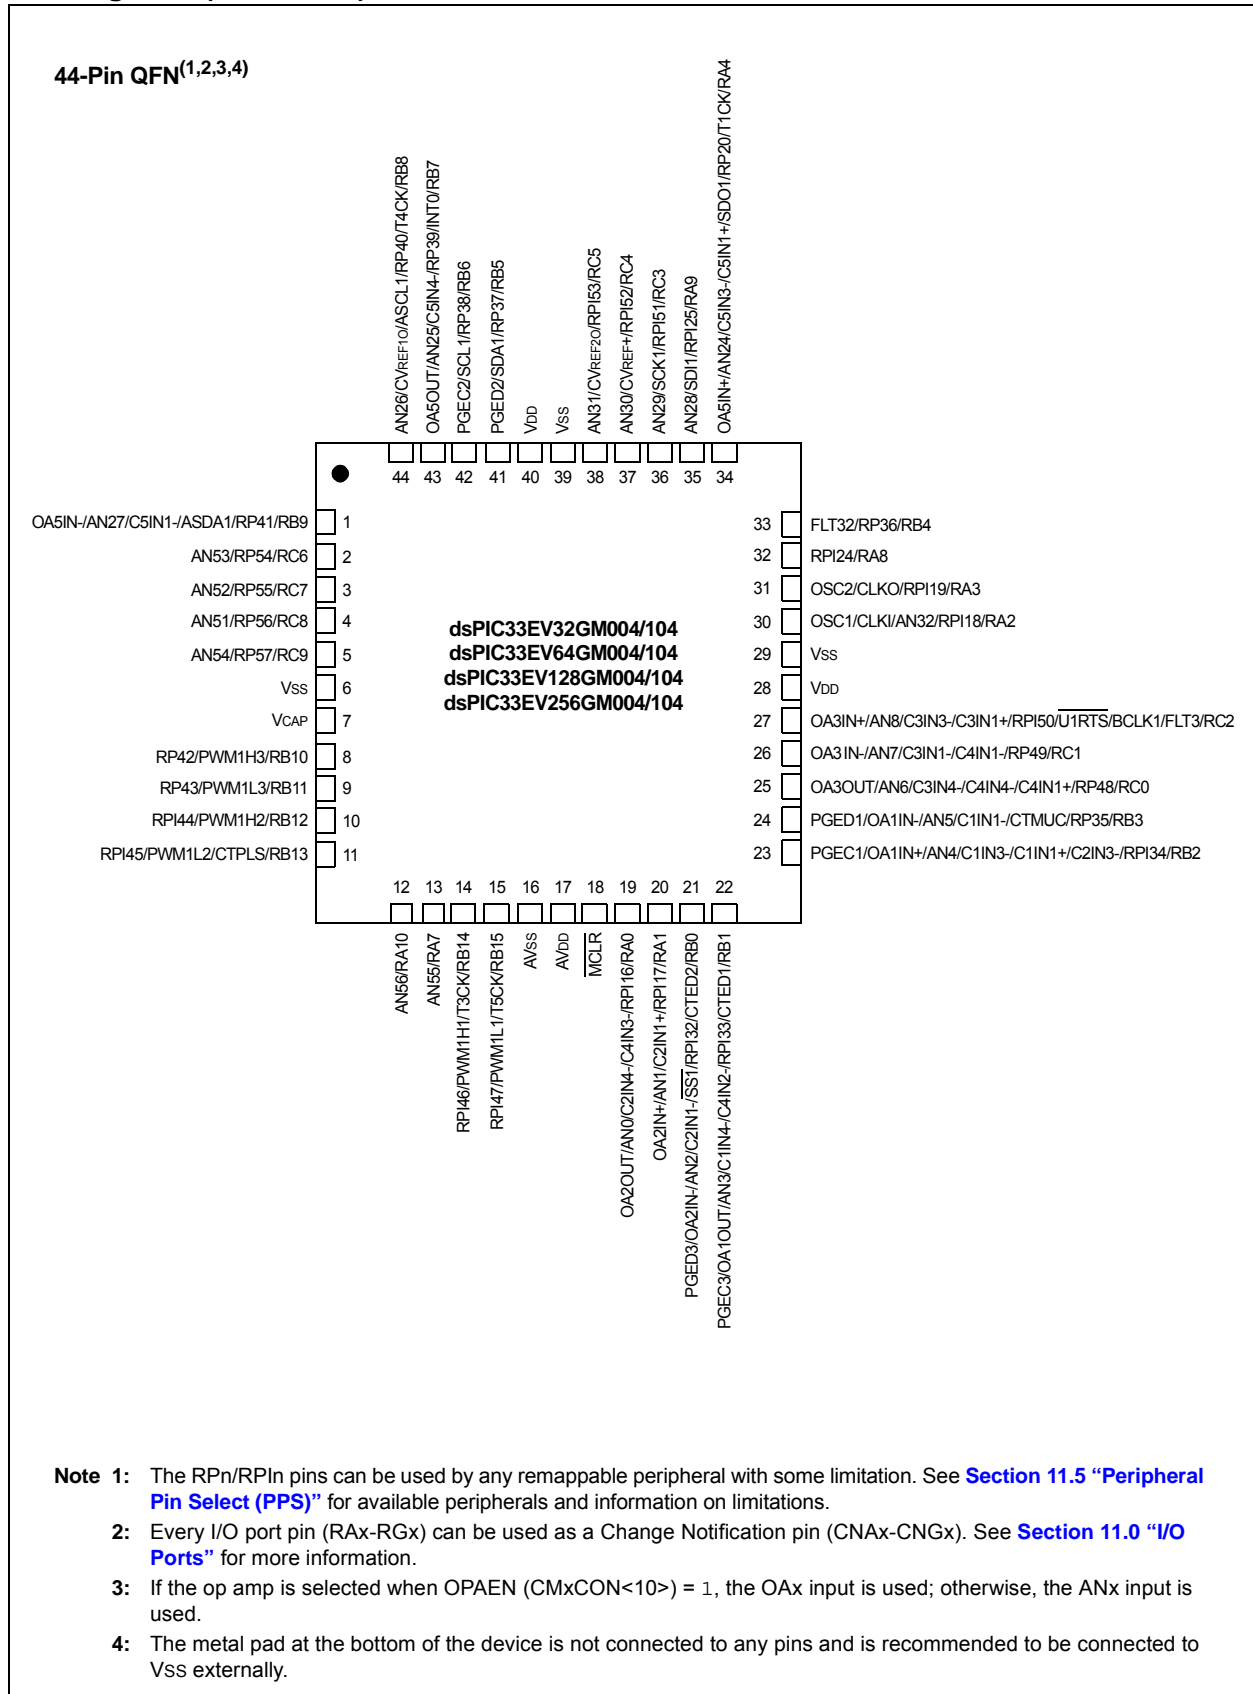 44-Pin QFN(1,2,3,4)
AN26/CVREF1O/ASCL1/RP40/T4CK/RB8
OA5OUT/AN25/C5IN4-/RP39/INT0/RB7
PGEC2/SCL1/RP38/RB6
PGED2/SDA1/RP37/RB5
VDD
VSS
AN31/CVREF2O/RPI53/RC5
AN30/CVREF+/RPI52/RC4
AN29/SCK1/RPI51/RC3
AN28/SDI1/RPI25/RA9
OA5IN+/AN24/C5IN3-/C5IN1+/SDO1/RP20/T1CK/RA4
44 43 42 41 40 39 38 37 36 35 34
OA5IN-/AN27/C5IN1-/ASDA1/RP41/RB9 1
AN53/RP54/RC6 2
AN52/RP55/RC7 3
AN51/RP56/RC8 4
AN54/RP57/RC9 5
VSS 6
VCAP 7
RP42/PWM1H3/RB10 8
RP43/PWM1L3/RB11 9
RPI44/PWM1H2/RB12 10
RPI45/PWM1L2/CTPLS/RB13 11
dsPIC33EV32GM004/104
dsPIC33EV64GM004/104
dsPIC33EV128GM004/104
dsPIC33EV256GM004/104
33 FLT32/RP36/RB4
32 RPI24/RA8
31 OSC2/CLKO/RPI19/RA3
30 OSC1/CLKI/AN32/RPI18/RA2
29 VSS
28 VDD
27 OA3IN+/AN8/C3IN3-/C3IN1+/RPI50/U1RTS/BCLK1/FLT3/RC2
26 OA3IN-/AN7/C3IN1-/C4IN1-/RP49/RC1
25 OA3OUT/AN6/C3IN4-/C4IN4-/C4IN1+/RP48/RC0
24 PGED1/OA1IN-/AN5/C1IN1-/CTMUC/RP35/RB3
23 PGEC1/OA1IN+/AN4/C1IN3-/C1IN1+/C2IN3-/RPI34/RB2
12 13 14 15 16 17 18 19 20 21 22
AN56/RA10
AN55/RA7
RPI46/PWM1H1/T3CK/RB14
RPI47/PWM1L1/T5CK/RB15
AVSS
AVDD
MCLR
OA2OUT/AN0/C2IN4-/C4IN3-/RPI16/RA0
OA2IN+/AN1/C2IN1+/RPI17/RA1
PGED3/OA2IN-/AN2/C2IN1-/SS1/RPI32/CTED2/RB0
PGEC3/OA1OUT/AN3/C1IN4-/C4IN2-/RPI33/CTED1/RB1
Note 1: The RPn/RPIn pins can be used by any remappable peripheral with some limitation. See Section 11.5 “Peripheral
Pin Select (PPS)” for available peripherals and information on limitations.
2: Every I/O port pin (RAx-RGx) can be used as a Change Notification pin (CNAx-CNGx). See Section 11.0 “I/O
Ports” for more information.
3: If the op amp is selected when OPAEN (CMxCON<10>) = 1, the OAx input is used; otherwise, the ANx input is
used.
4: The metal pad at the bottom of the device is not connected to any pins and is recommended to be connected to
VSS externally.